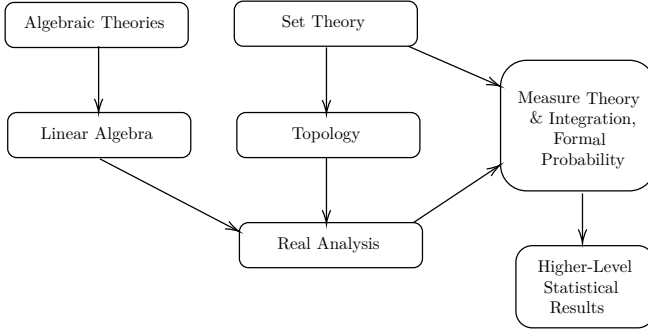 Algebraic Theories
Set Theory
Linear Algebra
Topology
Measure Theory
& Integration,
Formal
Probability
Real Analysis
Higher-Level
Statistical
Results